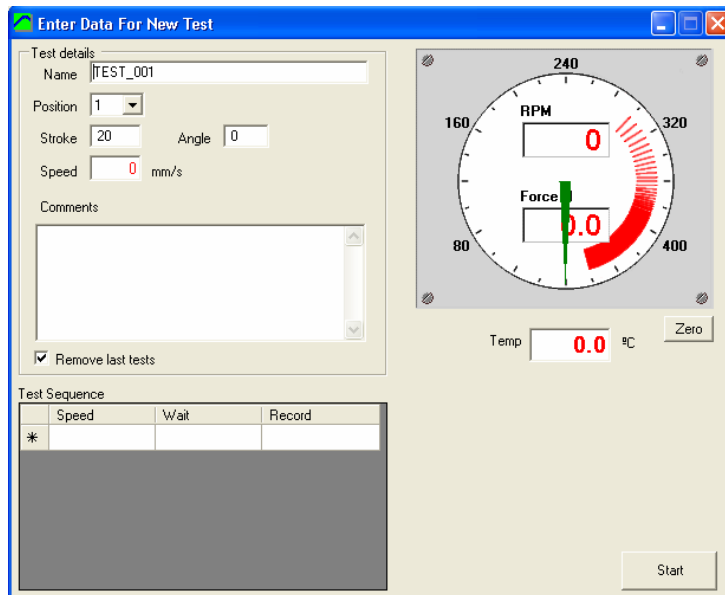 Enter Data For New Test
Test details
Name TEST_001
Position 1
Stroke 20 Angle 0
Speed 0 mm/s
Comments
Remove last tests
Test Sequence
Speed Wait Record
240
160 320
RPM
0
Force
0.0
80 400
Temp 0.0 ºC
Zero
Start